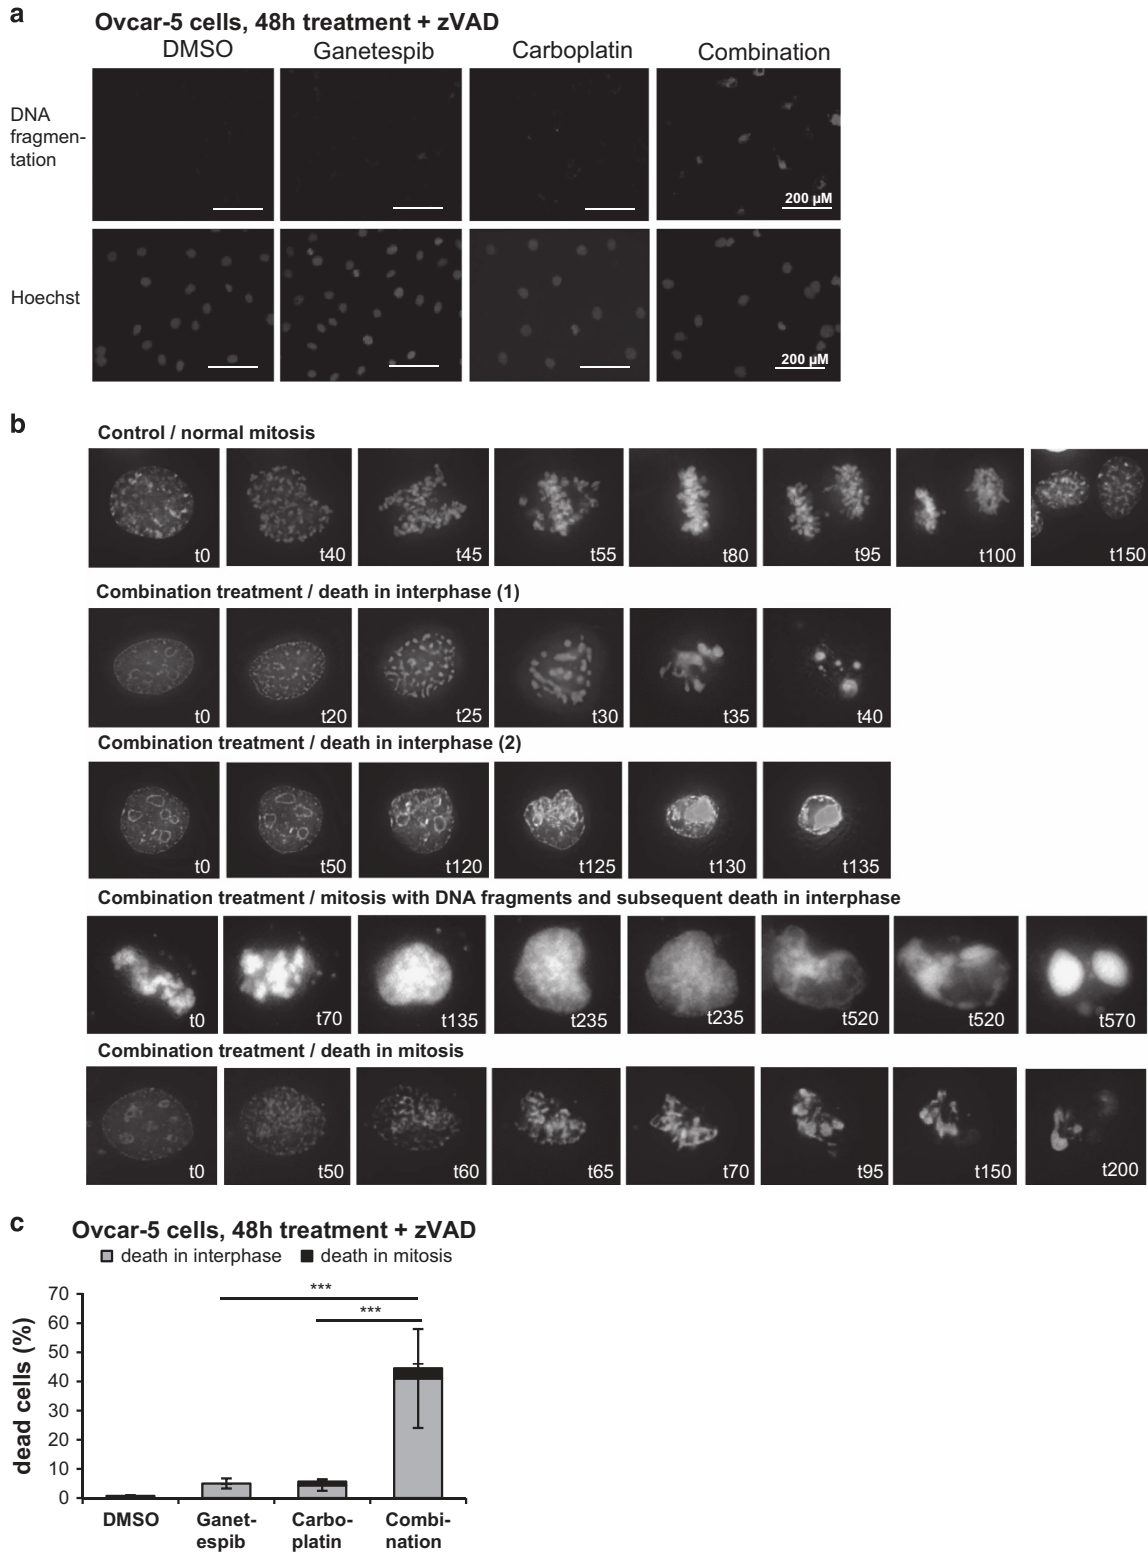 a
Ovcar-5 cells, 48h treatment + zVAD
DMSO
Ganetespib
Carboplatin
Combination
DNA
fragmen-
tation
200 µM
Hoechst
200 µM
b
Control / normal mitosis
t0 t40 t45 t55 t80 t95 t100 t150
Combination treatment / death in interphase (1)
t0 t20 t25 t30 t35 t40
Combination treatment / death in interphase (2)
t0 t50 t120 t125 t130 t135
Combination treatment / mitosis with DNA fragments and subsequent death in interphase
t0 t70 t135 t235 t235 t520 t520 t570
Combination treatment / death in mitosis
t0 t50 t60 t65 t70 t95 t150 t200
c
Ovcar-5 cells, 48h treatment + zVAD
death in interphase death in mitosis
dead cells (%)
70
60
50
40
30
20
10
0
***
***
DMSO
Ganet-
espib
Carbo-
platin
Combi-
nation